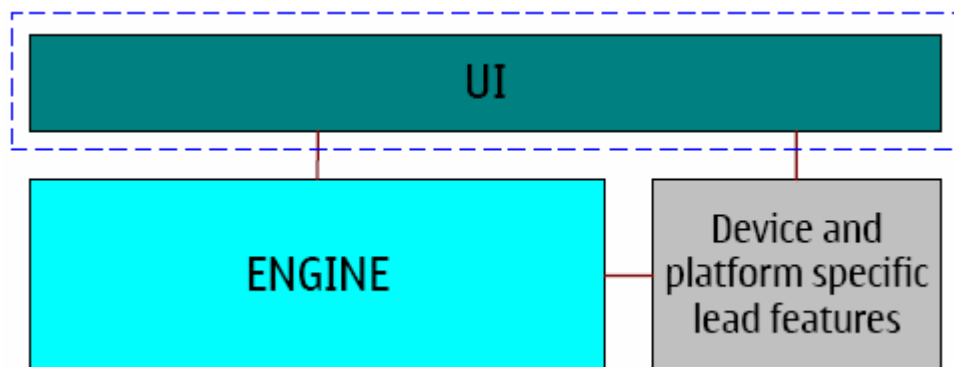 UI
ENGINE
Device and
platform specific
lead features